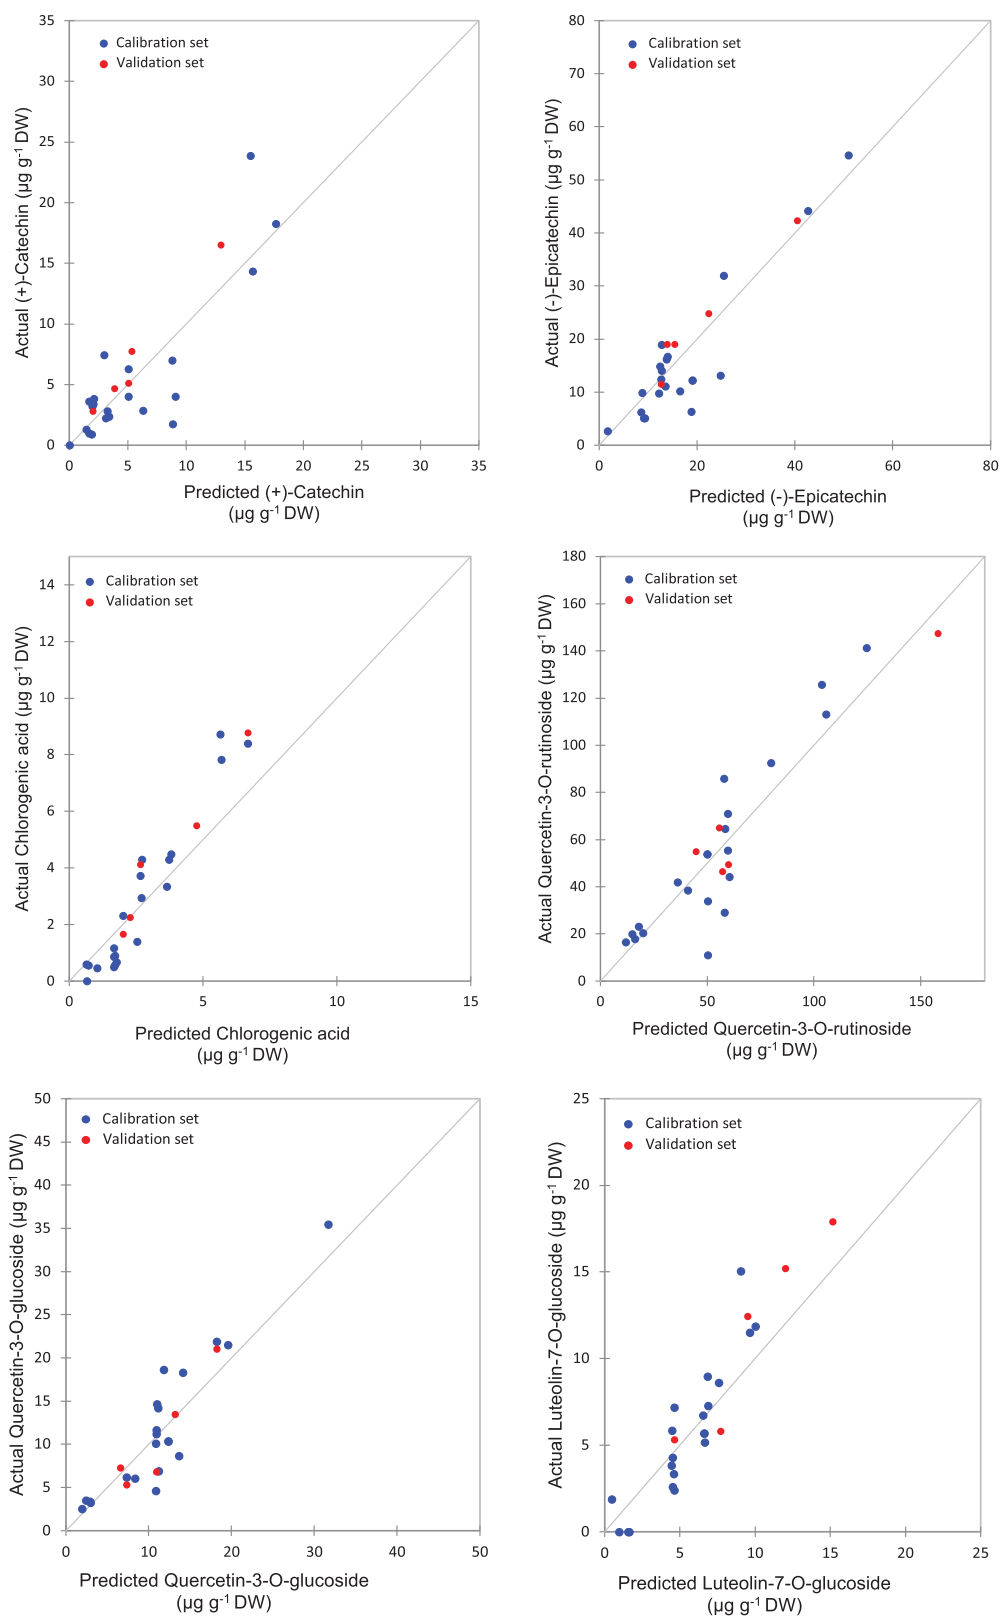 35
30
25
20
15
10
5
0
Actual (+)-Catechin (µg g-1 DW)
Calibration set
Validation set
0 5 10 15 20 25 30 35
Predicted (+)-Catechin
(µg g-1 DW)
80
70
60
50
40
30
20
10
0
Actual (-)-Epicatechin (µg g-1 DW)
Calibration set
Validation set
0 20 40 60 80
Predicted (-)-Epicatechin
(µg g-1 DW)
14
12
10
8
6
4
2
0
Actual Chlorogenic acid (µg g-1 DW)
Calibration set
Validation set
0 5 10 15
Predicted Chlorogenic acid
(µg g-1 DW)
180
160
140
120
100
80
60
40
20
0
Actual Quercetin-3-O-rutinoside (µg g-1 DW)
Calibration set
Validation set
0 50 100 150
Predicted Quercetin-3-O-rutinoside
(µg g-1 DW)
50
45
40
35
30
25
20
15
10
5
0
Actual Quercetin-3-O-glucoside (µg g-1 DW)
Calibration set
Validation set
0 10 20 30 40 50
Predicted Quercetin-3-O-glucoside
(µg g-1 DW)
25
20
15
10
5
0
Actual Luteolin-7-O-glucoside (µg g-1 DW)
Calibration set
Validation set
0 5 10 15 20 25
Predicted Luteolin-7-O-glucoside
(µg g-1 DW)